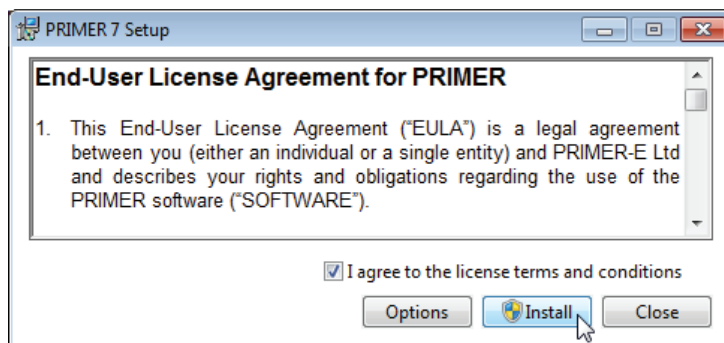 PRIMER 7 Setup
End-User License Agreement for PRIMER
1. This End-User License Agreement (“EULA”) is a legal agreement
between you (either an individual or a single entity) and PRIMER-E Ltd
and describes your rights and obligations regarding the use of the
PRIMER software (“SOFTWARE”).
I agree to the license terms and conditions
Options Install Close